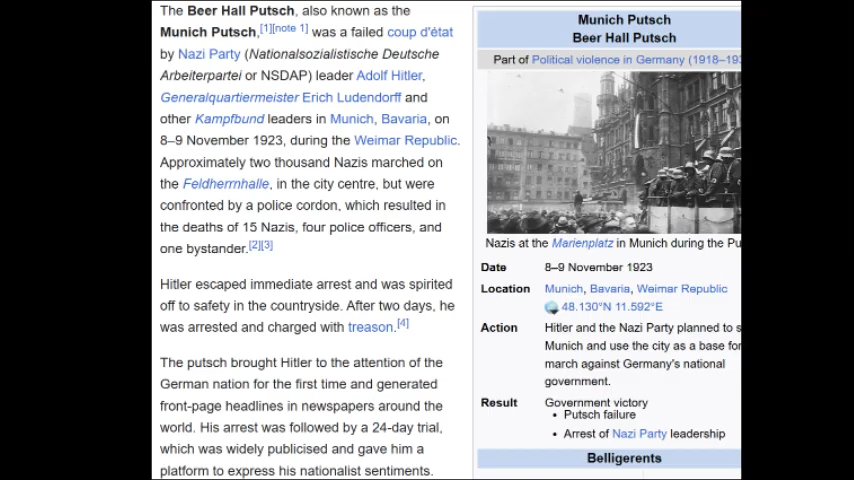 The Beer Hall Putsch, also known as the
Munich Putsch,[1][note 1] was a failed coup d'état
by Nazi Party (Nationalsozialistische Deutsche
Arbeiterpartei or NSDAP) leader Adolf Hitler,
Generalquartiermeister Erich Ludendorff and
other Kampfbund leaders in Munich, Bavaria, on
8–9 November 1923, during the Weimar Republic.
Approximately two thousand Nazis marched on
the Feldherrnhalle, in the city centre, but were
confronted by a police cordon, which resulted in
the deaths of 15 Nazis, four police officers, and
one bystander.[2][3]
Hitler escaped immediate arrest and was spirited
off to safety in the countryside. After two days, he
was arrested and charged with treason.[4]
The putsch brought Hitler to the attention of the
German nation for the first time and generated
front-page headlines in newspapers around the
world. His arrest was followed by a 24-day trial,
which was widely publicised and gave him a
platform to express his nationalist sentiments.
Munich Putsch
Beer Hall Putsch
Part of Political violence in Germany (1918–193
Nazis at the Marienplatz in Munich during the Pu
Date 8–9 November 1923
Location Munich, Bavaria, Weimar Republic
48.130°N 11.592°E
Action Hitler and the Nazi Party planned to s
Munich and use the city as a base for
march against Germany's national
government.
Result Government victory
• Putsch failure
• Arrest of Nazi Party leadership
Belligerents